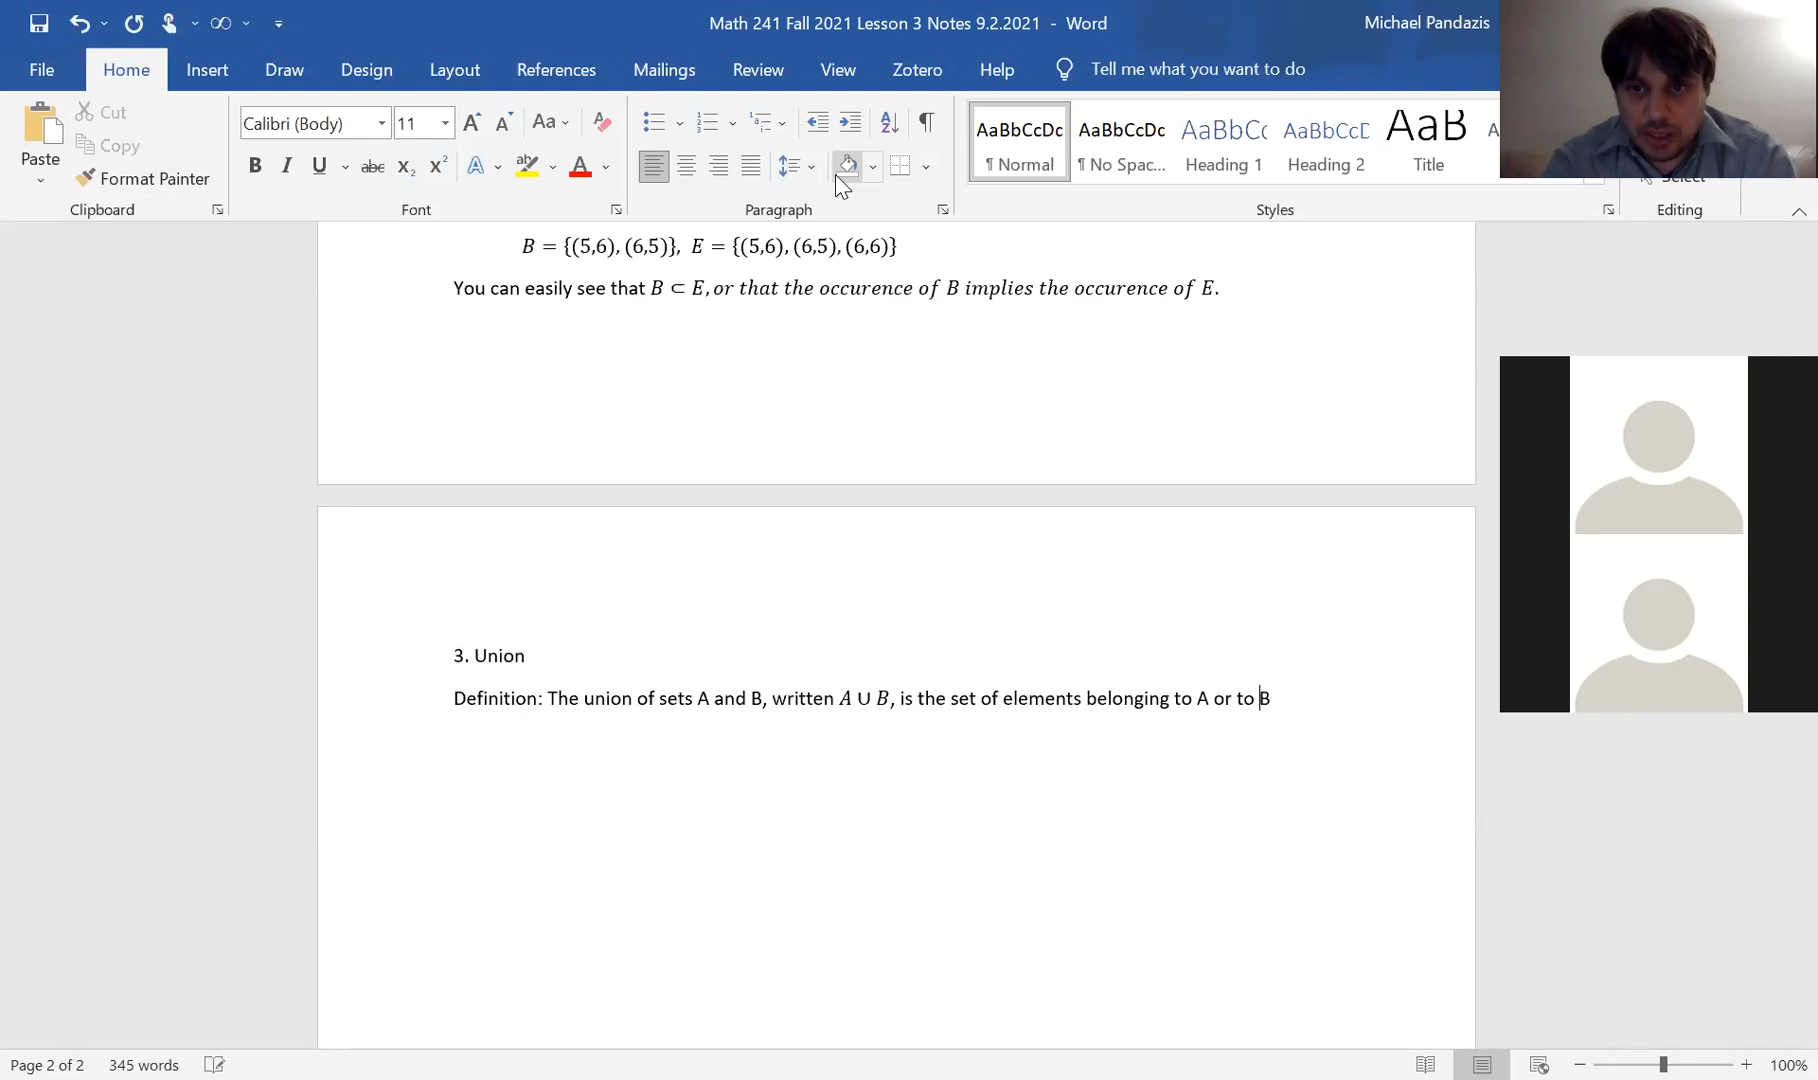 Math 241 Fall 2021 Lesson 3 Notes 9.2.2021 - Word
Michael Pandazis
File Home Insert Draw Design Layout References Mailings Review View Zotero Help Tell me what you want to do
Paste
Cut
Copy
Format Painter
Clipboard
Calibri (Body) 11
Font
Paragraph
AaBbCcDc AaBbCcDc AaBbCc AaBbCcD AaB
¶ Normal ¶ No Spac... Heading 1 Heading 2 Title
Styles
Select
Editing
B = {(5,6), (6,5)}, E = {(5,6), (6,5), (6,6)}
You can easily see that B ⊂ E, or that the occurence of B implies the occurence of E.
3. Union
Definition: The union of sets A and B, written A ∪ B, is the set of elements belonging to A or to B
Page 2 of 2 345 words 100%